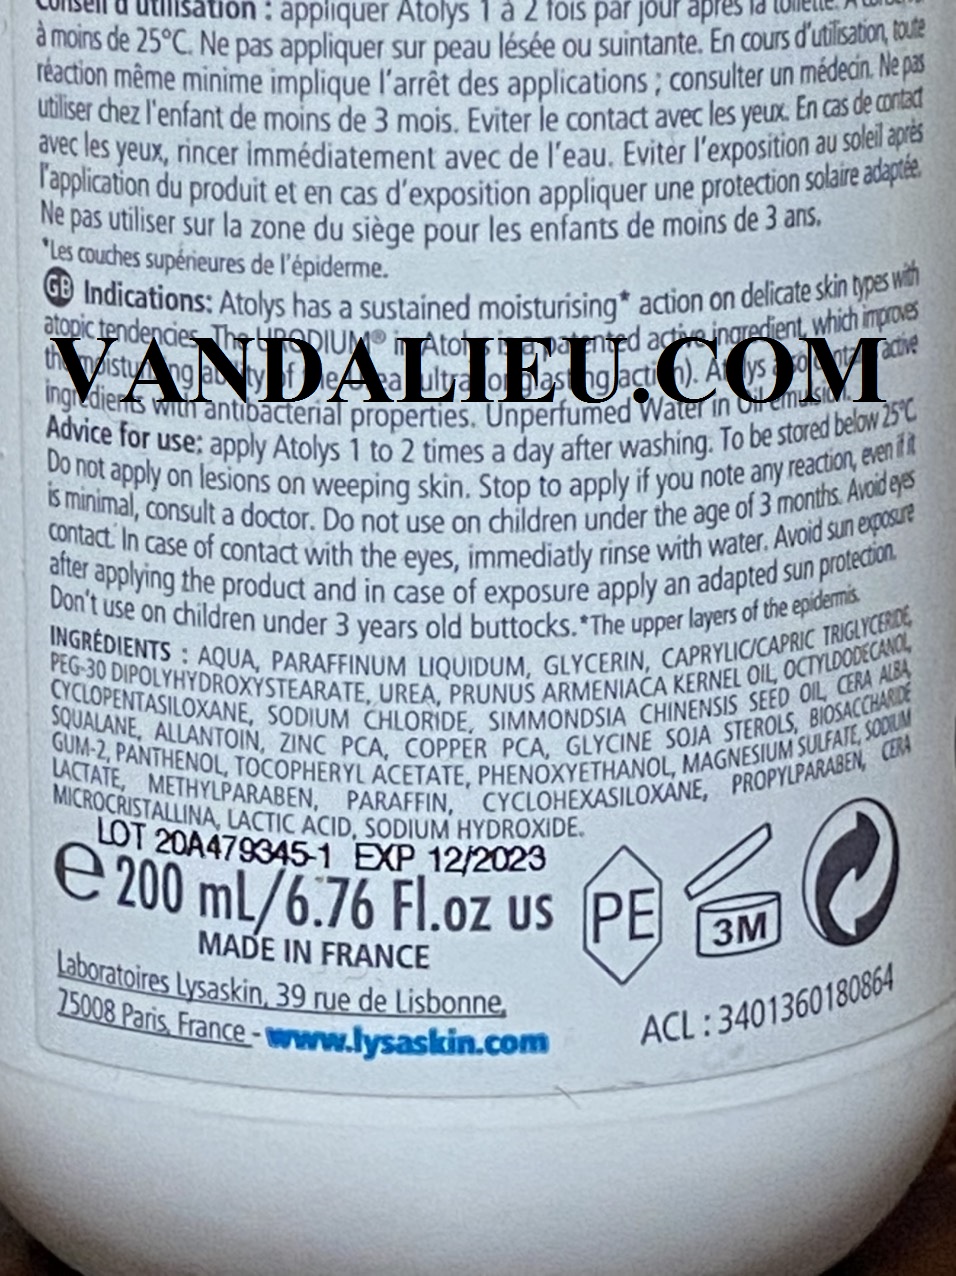 Conseil d'utilisation : appliquer Atolys 1 à 2 fois par jour après la toilette. A
à moins de 25°C. Ne pas appliquer sur peau lésée ou suintante. En cours d'utilisation, toute
réaction même minime implique l'arrêt des applications ; consulter un médecin. Ne pas
utiliser chez l'enfant de moins de 3 mois. Eviter le contact avec les yeux. En cas de contact
avec les yeux, rincer immédiatement avec de l'eau. Eviter l'exposition au soleil après
l'application du produit et en cas d'exposition appliquer une protection solaire adaptée.
Ne pas utiliser sur la zone du siège pour les enfants de moins de 3 ans.
*Les couches supérieures de l'épiderme.
GB Indications: Atolys has a sustained moisturising* action on delicate skin types with
atopic tendencies. The URODIUM® in Atolys is a patented active ingredient, which improves
VANDALIEU.COM
ingredients with antibacterial properties. Unperfumed Water in Oil emulsion.
Advice for use: apply Atolys 1 to 2 times a day after washing. To be stored below 25°C
Do not apply on lesions on weeping skin. Stop to apply if you note any reaction, even if it
is minimal, consult a doctor. Do not use on children under the age of 3 months. Avoid eyes
contact. In case of contact with the eyes, immediatly rinse with water. Avoid sun exposure
after applying the product and in case of exposure apply an adapted sun protection.
Don't use on children under 3 years old buttocks. *The upper layers of the epidermis.
INGRÉDIENTS : AQUA, PARAFFINUM LIQUIDUM, GLYCERIN, CAPRYLIC/CAPRIC TRIGLYCERIDE,
PEG-30 DIPOLYHYDROXYSTEARATE, UREA, PRUNUS ARMENIACA KERNEL OIL, OCTYLDODECANOL,
CYCLOPENTASILOXANE, SODIUM CHLORIDE, SIMMONDSIA CHINENSIS SEED OIL, CERA ALBA,
SQUALANE, ALLANTOIN, ZINC PCA, COPPER PCA, GLYCINE SOJA STEROLS, BIOSACCHARIDE
GUM-2, PANTHENOL, TOCOPHERYL ACETATE, PHENOXYETHANOL, MAGNESIUM SULFATE, SODIUM
LACTATE, METHYLPARABEN, PARAFFIN, CYCLOHEXASILOXANE, PROPYLPARABEN, CERA
MICROCRISTALLINA, LACTIC ACID, SODIUM HYDROXIDE.
LOT 20A479345-1 EXP 12/2023
e 200 mL/6.76 Fl.oz US
MADE IN FRANCE
PE
3M
Laboratoires Lysaskin, 39 rue de Lisbonne,
75008 Paris, France - www.lysaskin.com
ACL : 3401360180864